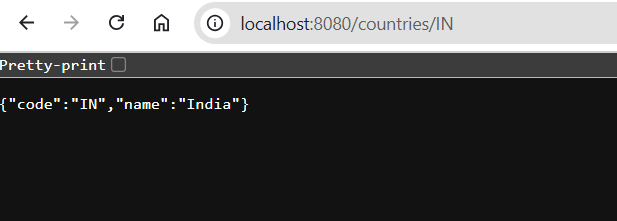 localhost:8080/countries/IN
Pretty-print
{"code":"IN","name":"India"}